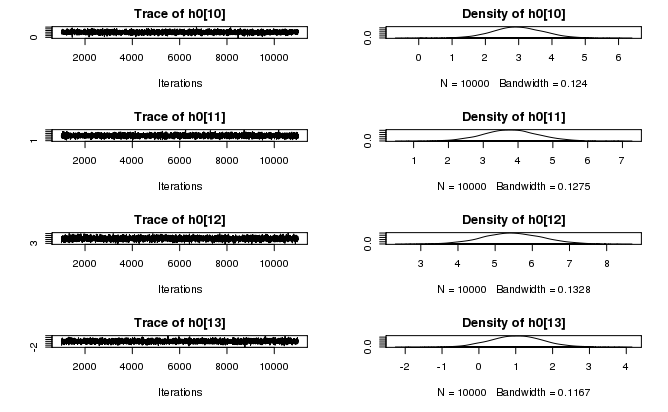 Trace of h0[10]
0
2000 4000 6000 8000 10000
Iterations
Density of h0[10]
0.0
0 1 2 3 4 5 6
N = 10000 Bandwidth = 0.124
Trace of h0[11]
1
2000 4000 6000 8000 10000
Iterations
Density of h0[11]
0.0
1 2 3 4 5 6 7
N = 10000 Bandwidth = 0.1275
Trace of h0[12]
3
2000 4000 6000 8000 10000
Iterations
Density of h0[12]
0.0
3 4 5 6 7 8
N = 10000 Bandwidth = 0.1328
Trace of h0[13]
-2
2000 4000 6000 8000 10000
Iterations
Density of h0[13]
0.0
-2 -1 0 1 2 3 4
N = 10000 Bandwidth = 0.1167